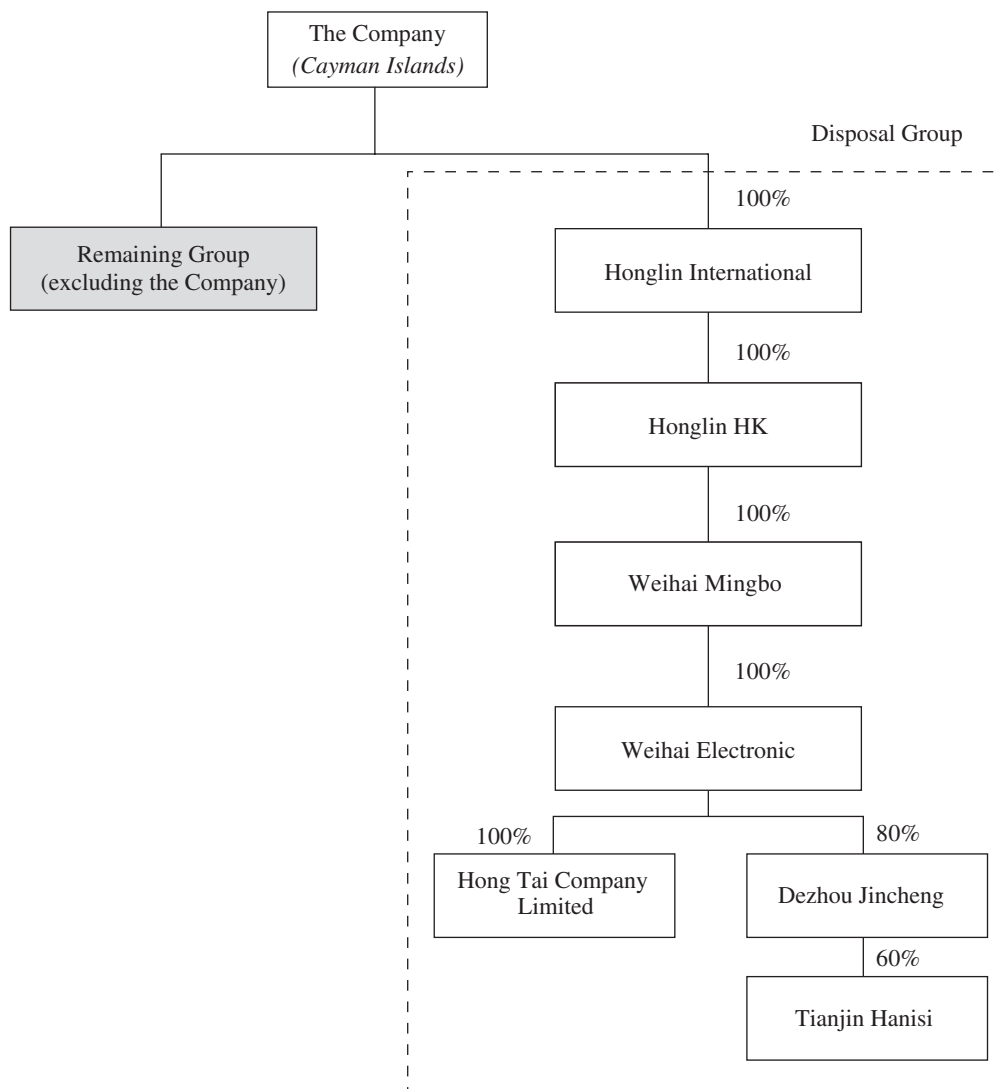 The Company
(Cayman Islands)
Disposal Group
100%
Remaining Group
(excluding the Company)
Honglin International
100%
Honglin HK
100%
Weihai Mingbo
100%
Weihai Electronic
100%
80%
Hong Tai Company
Limited
Dezhou Jincheng
60%
Tianjin Hanisi